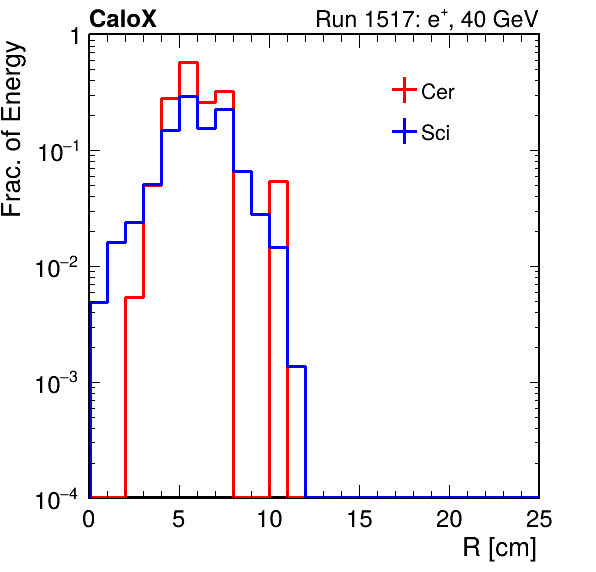 CaloX Run 1517: e⁺, 40 GeV
Frac. of Energy
1
10⁻¹
10⁻²
10⁻³
10⁻⁴
Cer
Sci
0 5 10 15 20 25
R [cm]